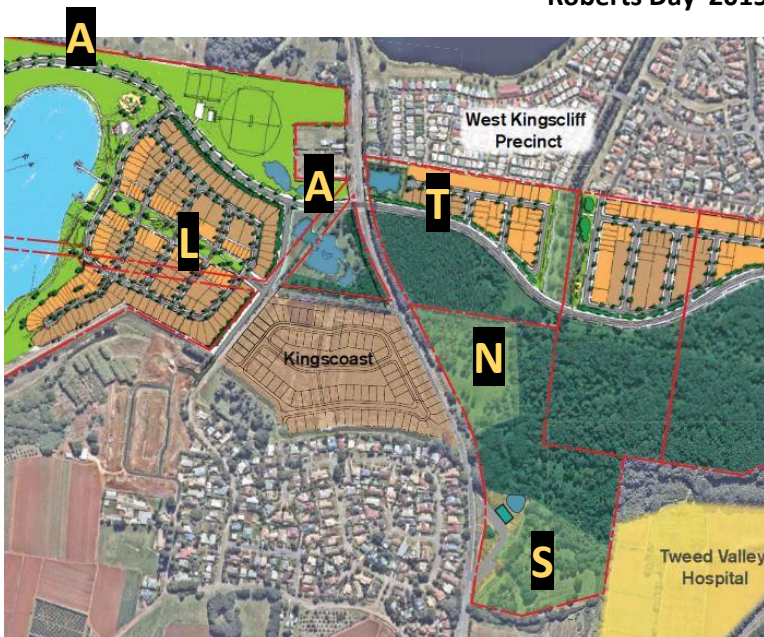 Roberts Day 2015
A
West Kingscliff
Precinct
A
T
L
N
Kingscoast
S
Tweed Valley
Hospital